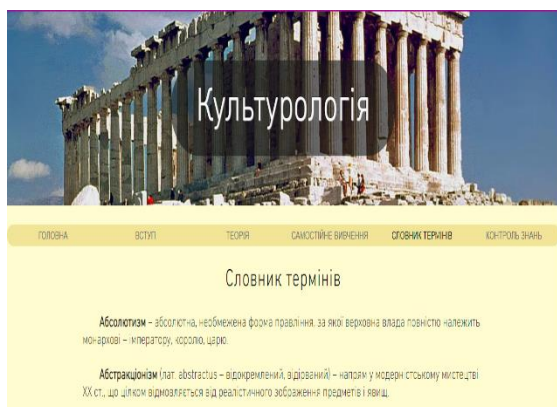 Культурологія
ГОЛОВНА ВСТУП ТЕОРІЯ САМОСТІЙНЕ ВИВЧЕННЯ СЛОВНИК ТЕРМІНІВ КОНТРОЛЬ ЗНАНЬ
Словник термінів
Абсолютизм – абсолютна, необмежена форма правління, за якої верховна влада повністю належить
монархові – імператору, королю, царю.
Абстракціонізм (лат. abstractus – відокремлений, відірваний) – напрям у модерністському мистецтві
XX ст., що цілком відмовляється від реалістичного зображення предметів і явищ.